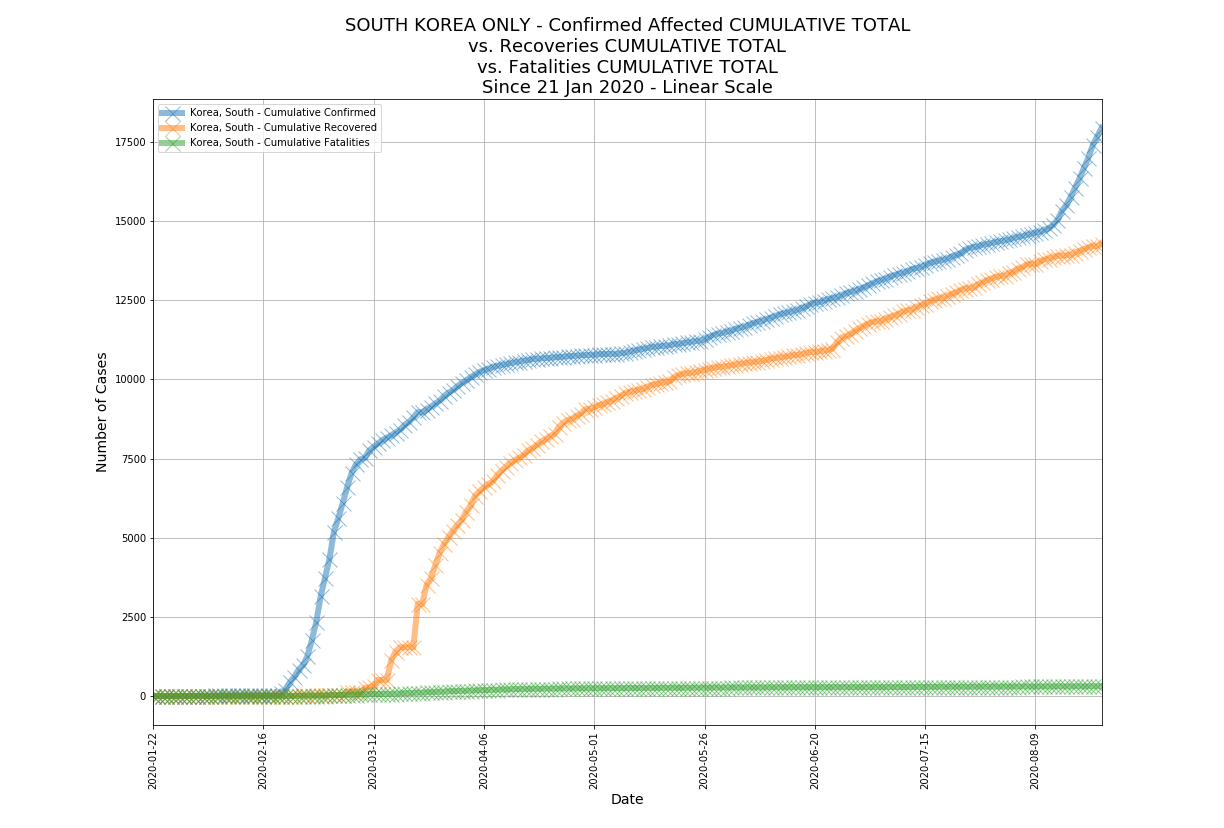 SOUTH KOREA ONLY - Confirmed Affected CUMULATIVE TOTAL
vs. Recoveries CUMULATIVE TOTAL
vs. Fatalities CUMULATIVE TOTAL
Since 21 Jan 2020 - Linear Scale
Korea, South - Cumulative Confirmed
Korea, South - Cumulative Recovered
Korea, South - Cumulative Fatalities
Number of Cases
17500
15000
12500
10000
7500
5000
2500
0
2020-01-22
2020-02-16
2020-03-12
2020-04-06
2020-05-01
2020-05-26
2020-06-20
2020-07-15
2020-08-09
Date